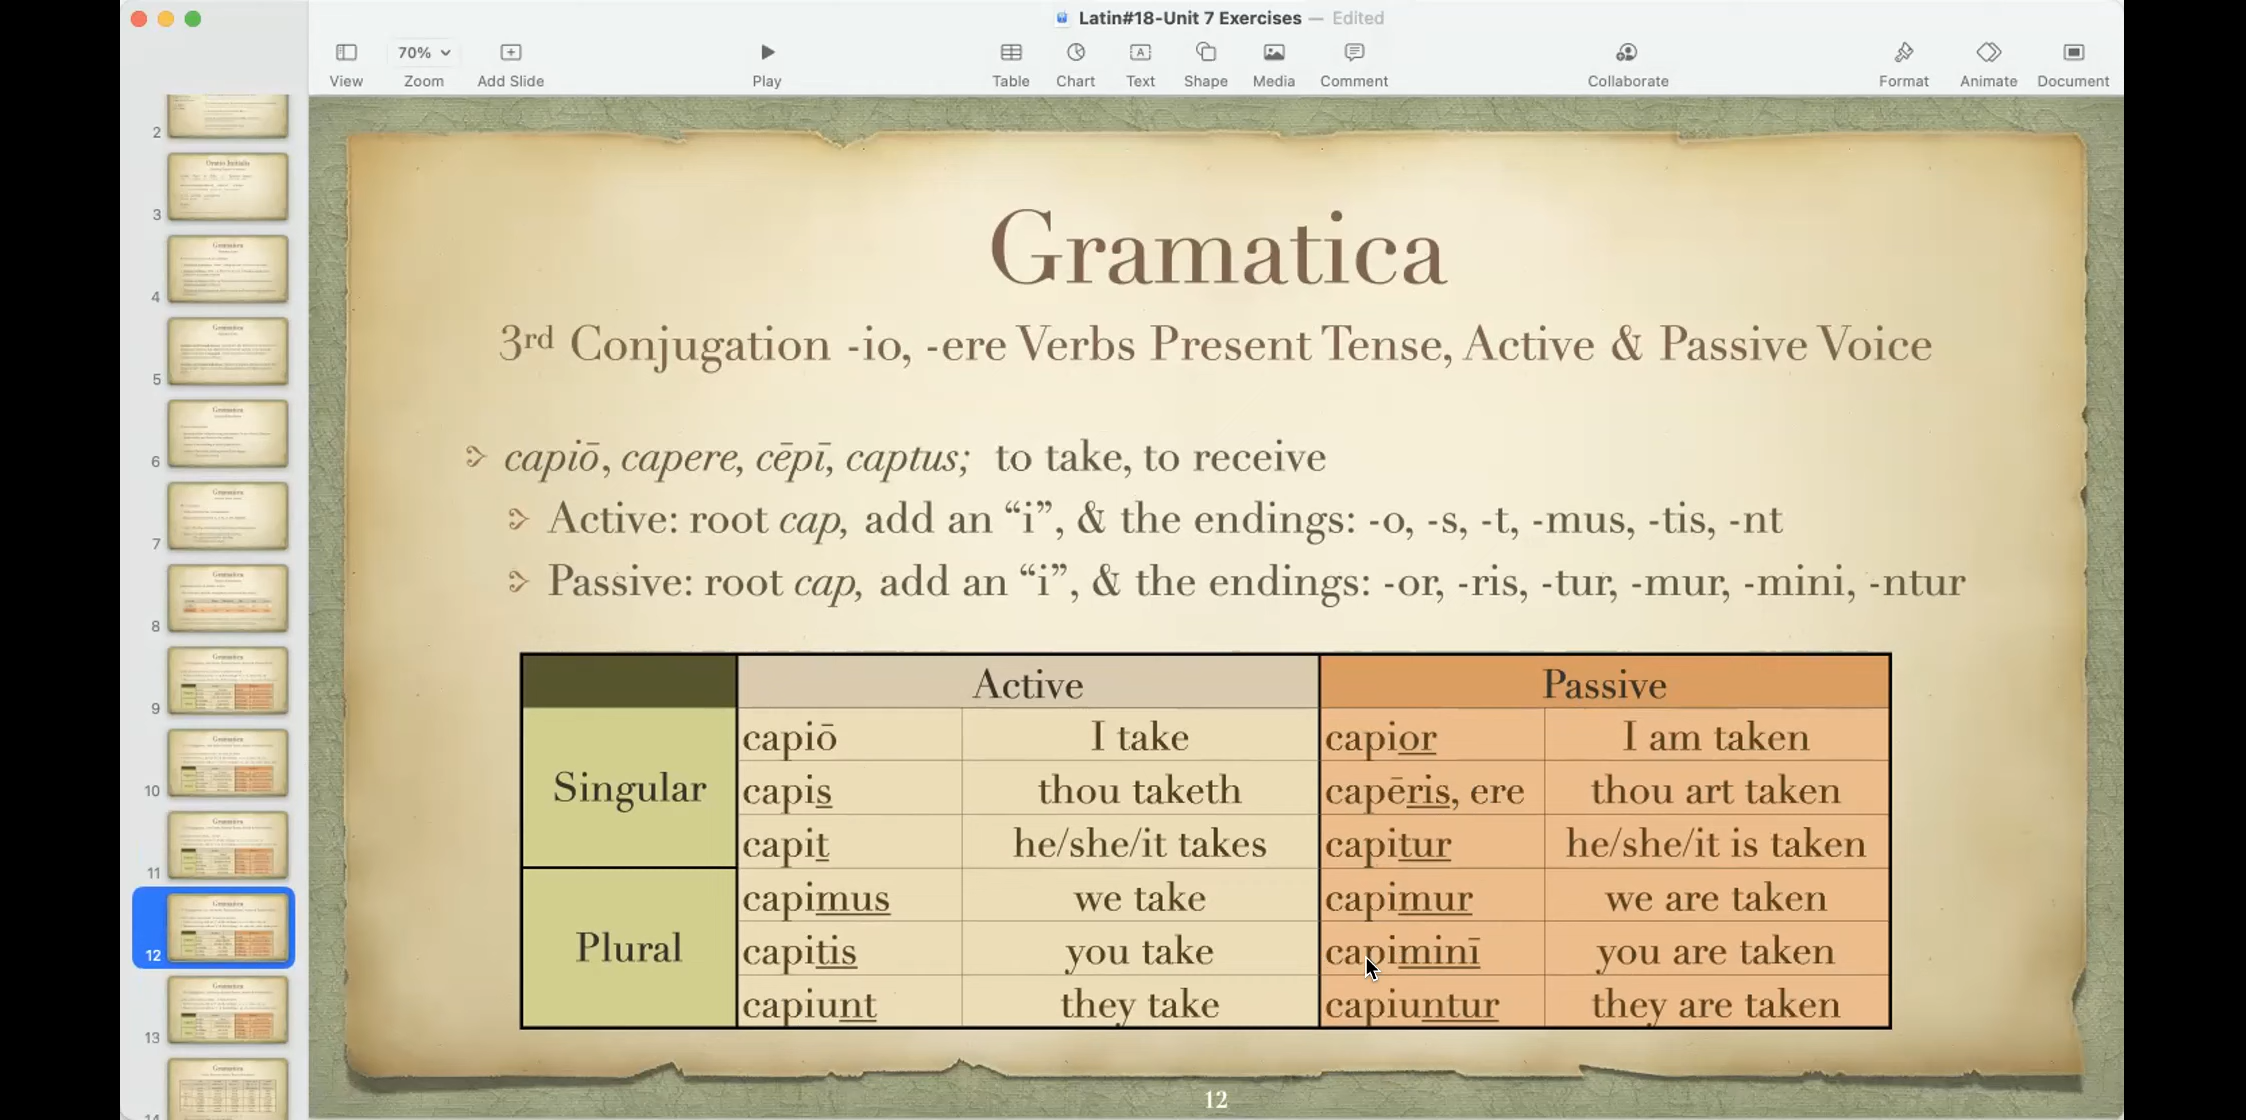 Latin#18-Unit 7 Exercises — Edited
70%
View Zoom Add Slide Play Table Chart Text Shape Media Comment Collaborate Format Animate Document
2
3
4
5
6
7
8
9
10
11
12
13
Gramatica
3rd Conjugation -io, -ere Verbs Present Tense, Active & Passive Voice
capiō, capere, cēpī, captus; to take, to receive
Active: root cap, add an “i”, & the endings: -o, -s, -t, -mus, -tis, -nt
Passive: root cap, add an “i”, & the endings: -or, -ris, -tur, -mur, -mini, -ntur
Active Passive
Singular
capiō I take capior I am taken
capis thou taketh capēris, ere thou art taken
capit he/she/it takes capitur he/she/it is taken
Plural
capimus we take capimur we are taken
capitis you take capiminī you are taken
capiunt they take capiuntur they are taken
12